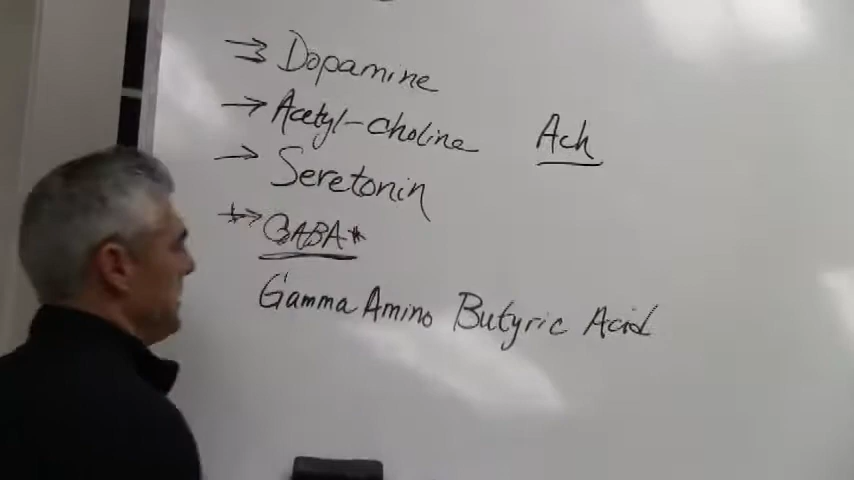 → Dopamine
→ Acetyl-choline Ach
→ Seretonin
→ GABA*
Gamma Amino Butyric Acid